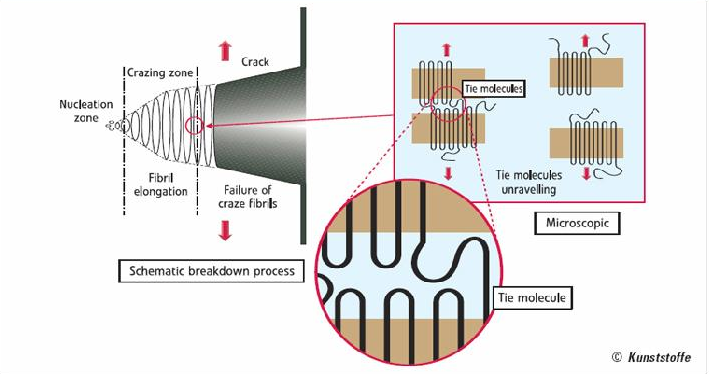 Crack
Crazing zone
Nucleation
zone
Fibril
elongation
Failure of
craze fibrils
Schematic breakdown process
Tie molecules
Tie molecules
unravelling
Microscopic
Tie molecule
© Kunststoffe